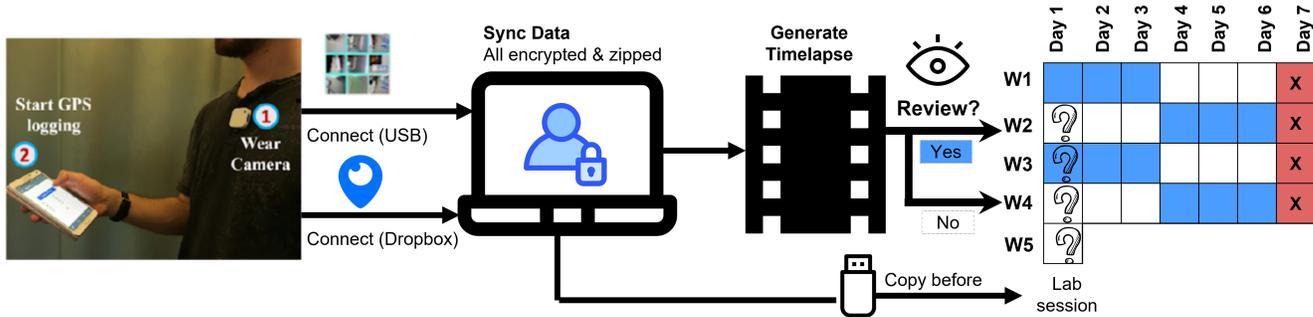 Start GPS
logging
2
1
Wear
Camera
Connect (USB)
Connect (Dropbox)
Sync Data
All encrypted & zipped
Generate
Timelapse
Review?
Yes
No
Copy before
Day 1
Day 2
Day 3
Day 4
Day 5
Day 6
Day 7
W1
X
W2
?
X
W3
?
X
W4
?
X
W5
?
Lab
session